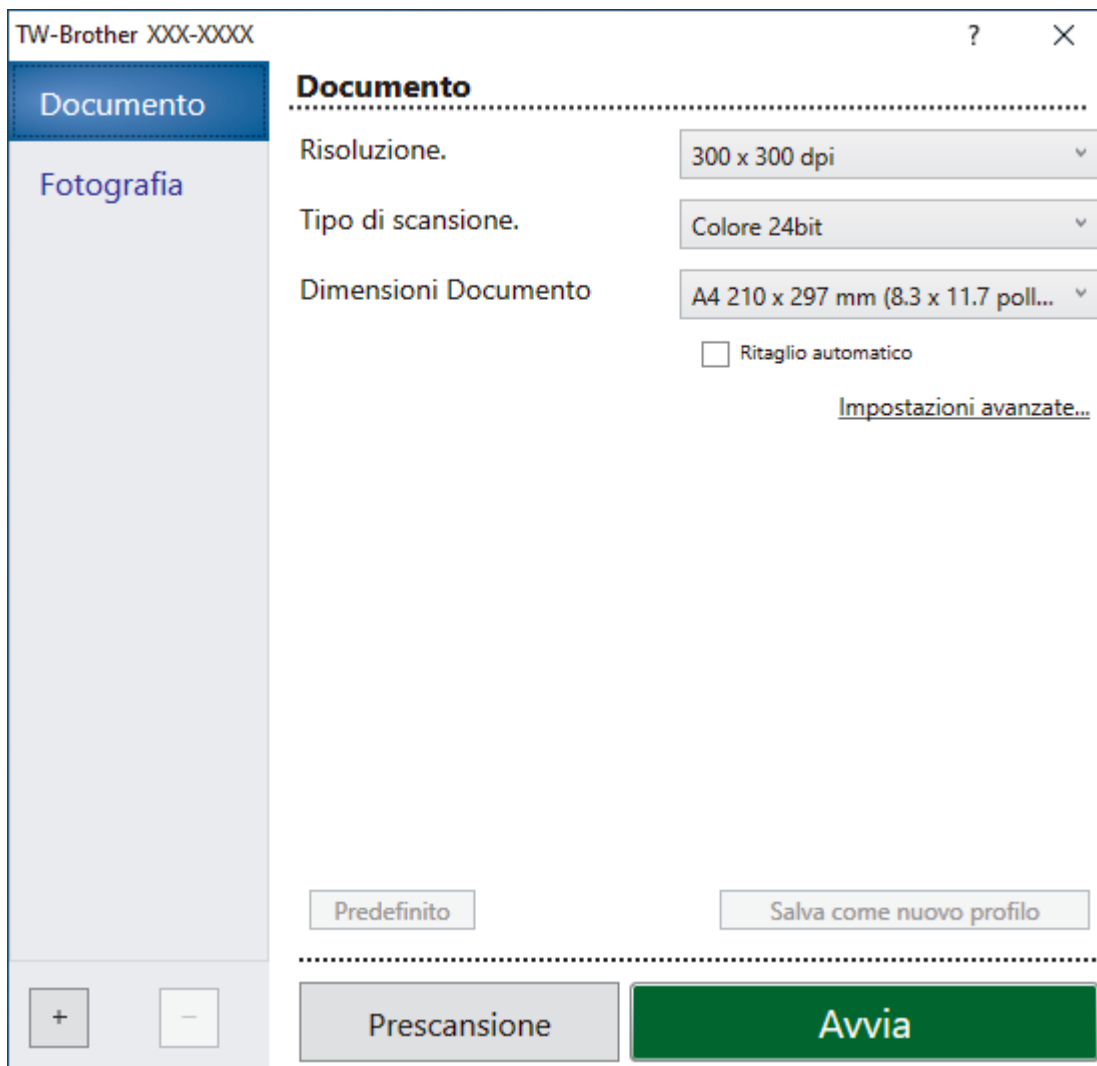 TW-Brother XXX-XXXX
Documento
Fotografia
Documento
Risoluzione.
300 x 300 dpi
Tipo di scansione.
Colore 24bit
Dimensioni Documento
A4 210 x 297 mm (8.3 x 11.7 poll...
Ritaglio automatico
Impostazioni avanzate...
Predefinito
Salva come nuovo profilo
Prescansione
Avvia